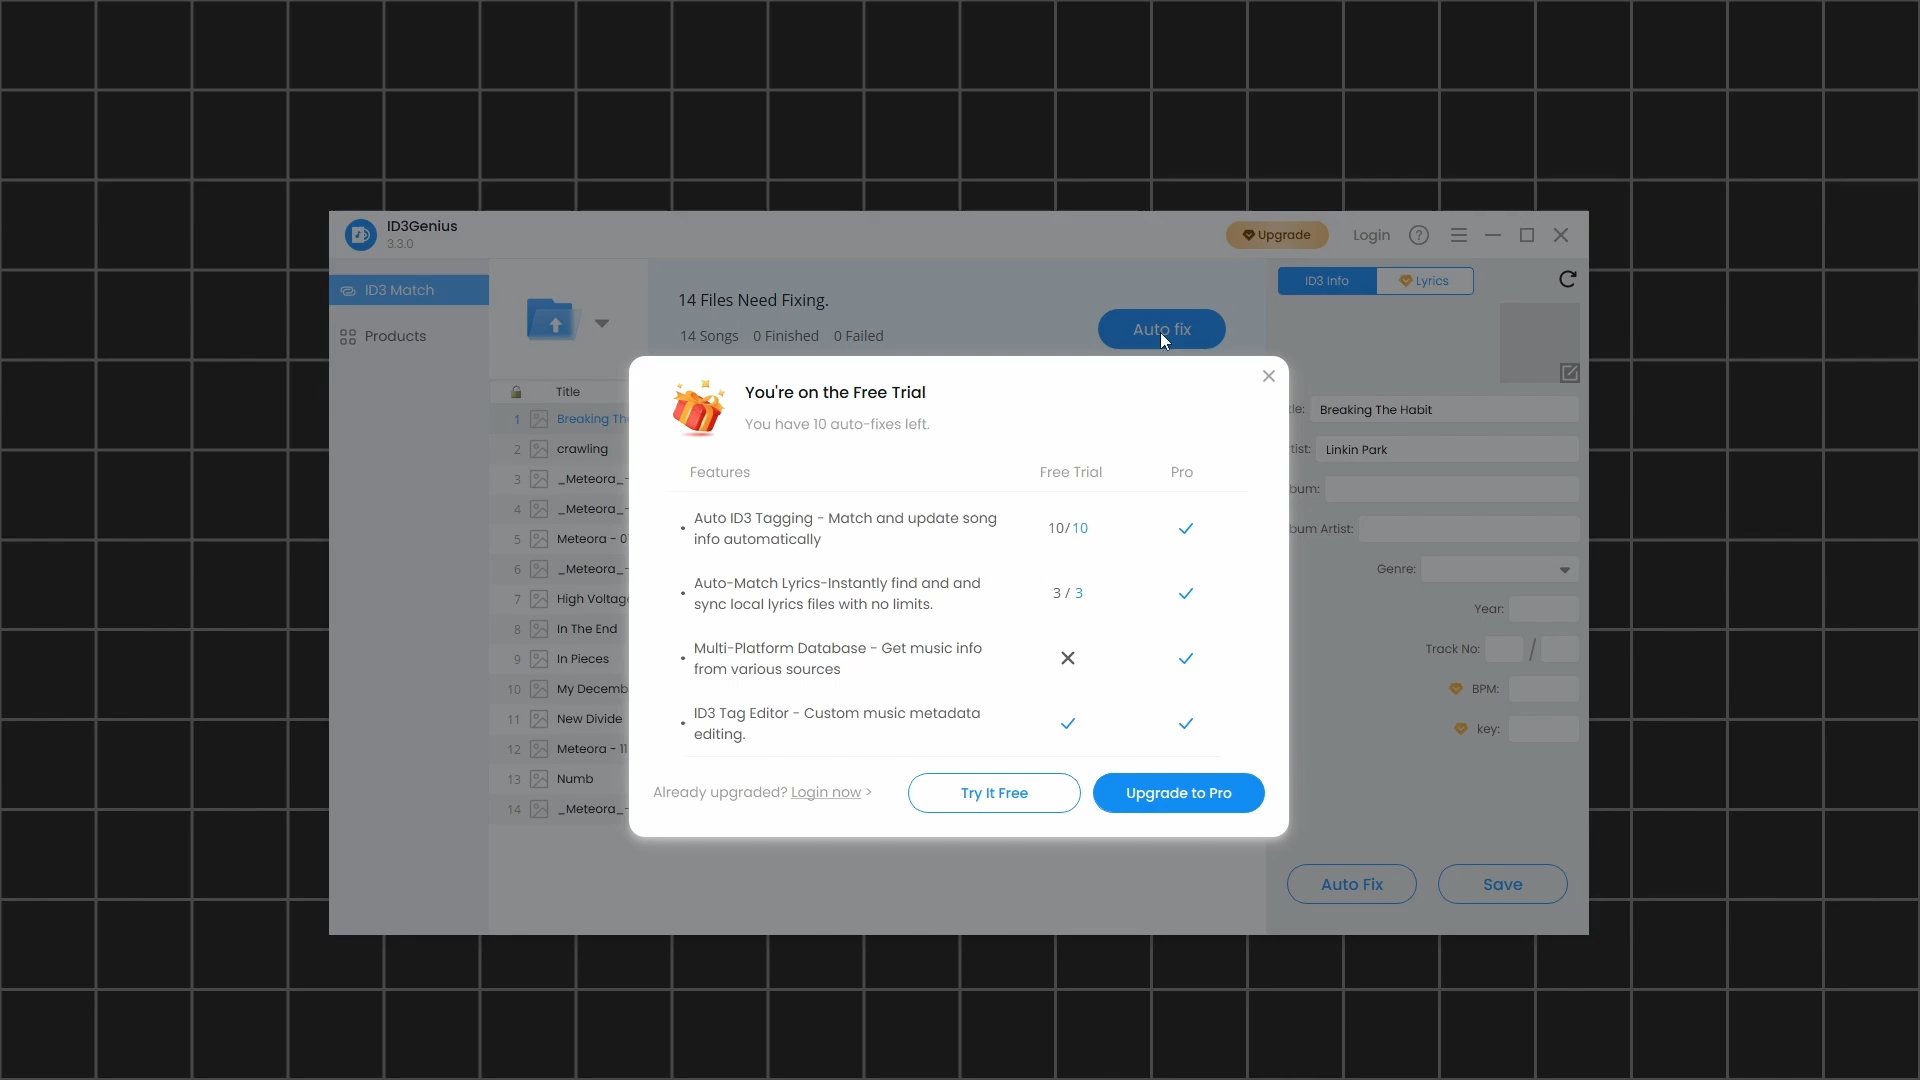 ID3Genius
3.3.0
Upgrade
Login
ID3 Match
Products
14 Files Need Fixing.
14 Songs 0 Finished 0 Failed
Auto fix
ID3 Info
Lyrics
Title
1 Breaking Th
2 crawling
3 _Meteora_-
4 _Meteora_-
5 Meteora - 0
6 _Meteora_-
7 High Voltag
8 In The End
9 In Pieces
10 My Decemb
11 New Divide
12 Meteora - 11
13 Numb
14 _Meteora_-
You're on the Free Trial
You have 10 auto-fixes left.
Features Free Trial Pro
Auto ID3 Tagging - Match and update song
info automatically
10/10
Auto-Match Lyrics-Instantly find and and
sync local lyrics files with no limits.
3 / 3
Multi-Platform Database - Get music info
from various sources
ID3 Tag Editor - Custom music metadata
editing.
Already upgraded? Login now >
Try It Free
Upgrade to Pro
le: Breaking The Habit
tist: Linkin Park
bum:
bum Artist:
Genre:
Year:
Track No: /
BPM:
key:
Auto Fix
Save